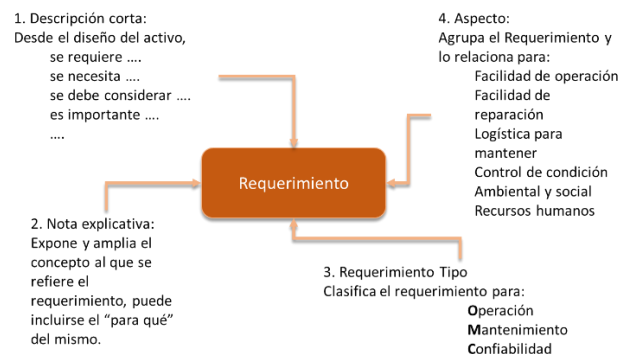 1. Descripción corta:
Desde el diseño del activo,
se requiere ….
se necesita ….
se debe considerar ….
es importante ….
….
4. Aspecto:
Agrupa el Requerimiento y
lo relaciona para:
Facilidad de operación
Facilidad de
reparación
Logística para
mantener
Control de condición
Ambiental y social
Recursos humanos
Requerimiento
2. Nota explicativa:
Expone y amplia el
concepto al que se
refiere el
requerimiento, puede
incluirse el “para qué”
del mismo.
3. Requerimiento Tipo
Clasifica el requerimiento para:
Operación
Mantenimiento
Confiabilidad